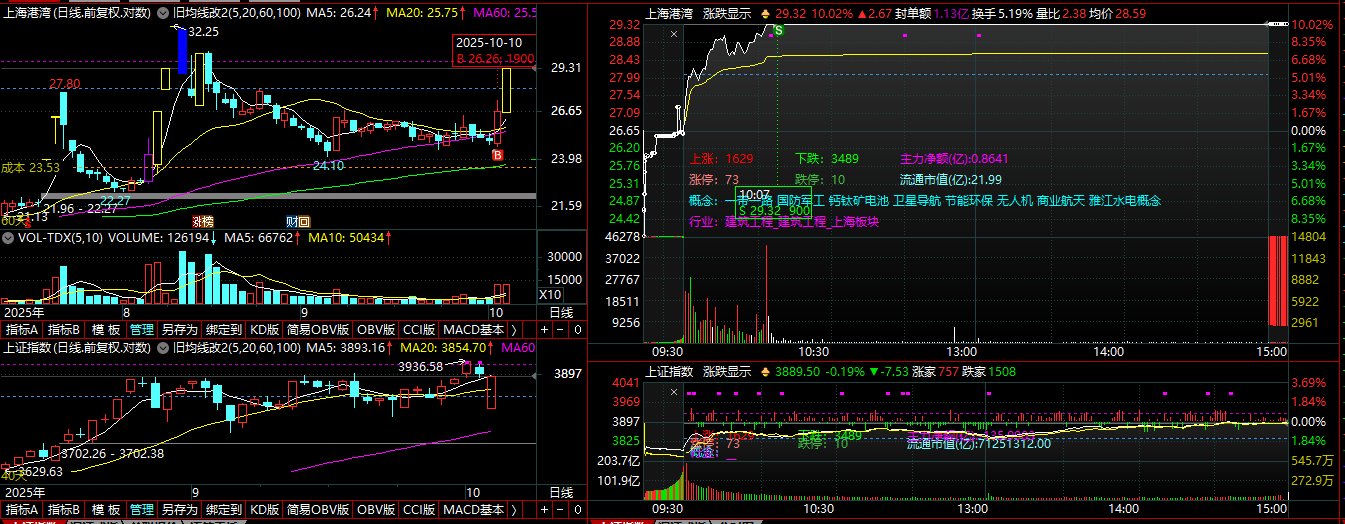 上海港湾(日线,前复权,对数) 旧均线改2(5,20,60,100) MA5: 26.24↑ MA20: 25.75↑ MA60: 25.5
32.25
2025-10-10
B 26.26 1900
27.80
成本 23.53
24.10
22.27
21.96 - 22.27
21.13
涨榜
财回
B
29.31
26.65
23.98
21.59
VOL-TDX(5,10) VOLUME: 126194↓ MA5: 66762↑ MA10: 50434↑
30000
15000
X10
2025年 8 9 10 日线
指标A 指标B 模 板 管理 另存为 绑定到 KD版 简易OBV版 OBV版 CCI版 MACD基本 〉 + − 0
上证指数(日线,前复权,对数) 旧均线改2(5,20,60,100) MA5: 3893.16↑ MA20: 3854.70↑ MA60
3936.58
3897
3702.26 - 3702.38
3629.63
40天
2025年 9 10 日线
指标A 指标B 模 板 管理 另存为 绑定到 KD版 简易OBV版 OBV版 CCI版 MACD基本 〉 + − 0
上海港湾 涨跌显示 29.32 10.02% ▲2.67 封单额1.13亿 换手5.19% 量比2.38 均价28.59
29.32 10.02%
28.88 8.35%
28.43 6.68%
27.99 5.01%
27.54 3.34%
27.09 1.67%
26.65 0.00%
26.20 1.67%
25.76 3.34%
25.31 5.01%
24.87 6.68%
24.42 8.35%
S
上涨: 1629 下跌: 3489 主力净额(亿):0.8641
涨停: 73 跌停: 10 流通市值(亿):21.99
概念: 一带一路 国防军工 钙钛矿电池 卫星导航 节能环保 无人机 商业航天 雅江水电概念
行业: 建筑工程_建筑工程_上海板块
10:07
S 29.32 900
46278 14804
37022 11843
27767 8882
18511 5922
9256 2961
09:30 10:30 13:00 14:00 15:00
上证指数 涨跌显示 3889.50 -0.19% ▼-7.53 涨家757 跌家1508
4041 3.69%
3969 1.84%
3897 0.00%
3825 1.84%
203.7亿 545.7万
101.9亿 272.9万
上涨: 1629 下跌: 3489
涨停: 73 跌停: 10 流通市值(亿):71251312.00
概念:
09:30 10:30 13:00 14:00 15:00